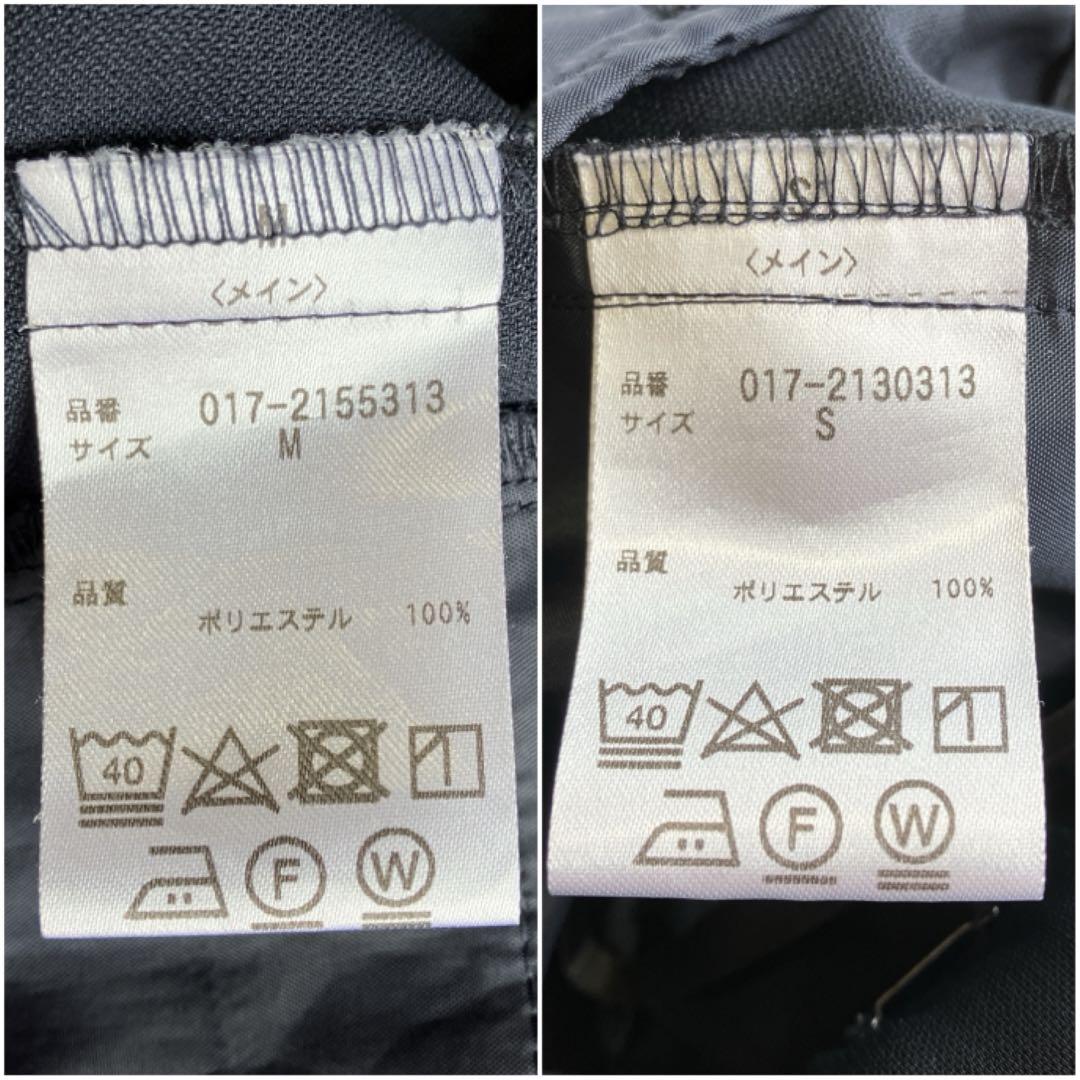 M
〈メイン〉
品番 017-2155313
サイズ M
品質
ポリエステル 100%
40
F W
S
〈メイン〉
品番 017-2130313
サイズ S
品質
ポリエステル 100%
40
F W